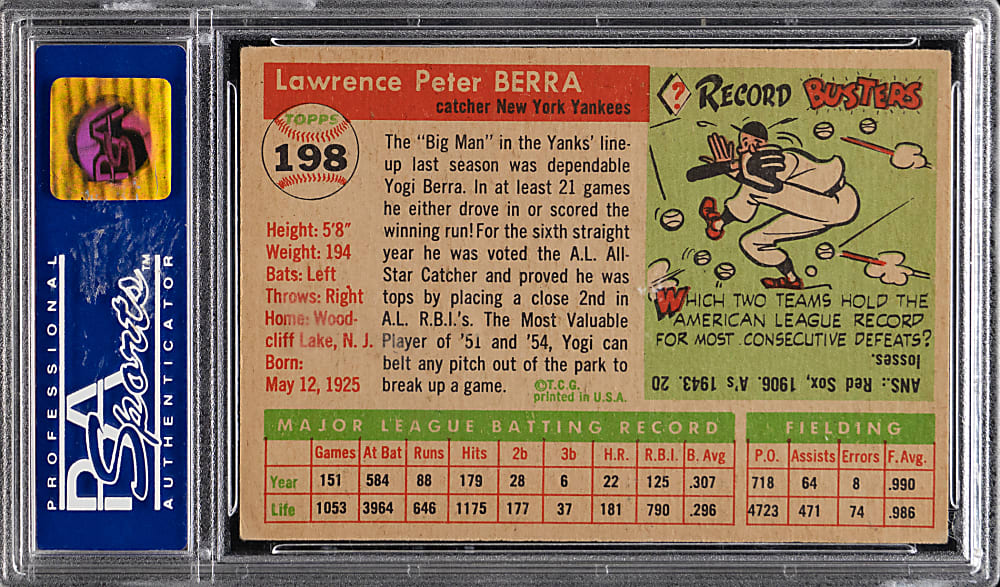 PSA
PROFESSIONAL
PSA
Sports™
AUTHENTICATOR
Lawrence Peter BERRA
catcher New York Yankees
TOPPS
198
Height: 5'8"
Weight: 194
Bats: Left
Throws: Right
Home: Wood-
cliff Lake, N. J.
Born:
May 12, 1925
The "Big Man" in the Yanks' line-
up last season was dependable
Yogi Berra. In at least 21 games
he either drove in or scored the
winning run! For the sixth straight
year he was voted the A.L. All-
Star Catcher and proved he was
tops by placing a close 2nd in
A.L. R.B.I.'s. The Most Valuable
Player of '51 and '54, Yogi can
belt any pitch out of the park to
break up a game.
©T.C.G.
printed in U.S.A.
? RECORD BUSTERS
WHICH TWO TEAMS HOLD THE
AMERICAN LEAGUE RECORD
FOR MOST CONSECUTIVE DEFEATS?
ANS.: Red Sox, 1906. A's 1943. 20
losses.
MAJOR LEAGUE BATTING RECORD FIELDING
Games At Bat Runs Hits 2b 3b H.R. R.B.I. B. Avg P.O. Assists Errors F. Avg.
Year 151 584 88 179 28 6 22 125 .307 718 64 8 .990
Life 1053 3964 646 1175 177 37 181 790 .296 4723 471 74 .986